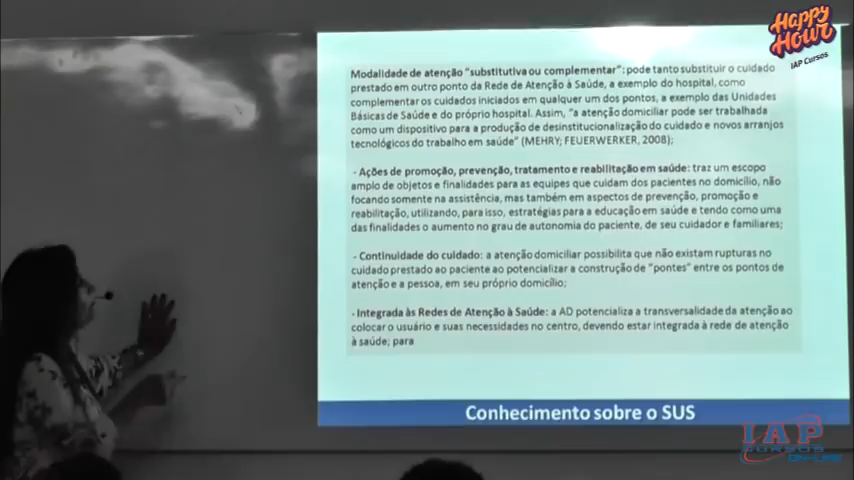 Happy
Hour
IAP Cursos
Modalidade de atenção "substitutiva ou complementar": pode tanto substituir o cuidado
prestado em outro ponto da Rede de Atenção à Saúde, a exemplo do hospital, como
complementar os cuidados iniciados em qualquer um dos pontos, a exemplo das Unidades
Básicas de Saúde e do próprio hospital. Assim, "a atenção domiciliar pode ser trabalhada
como um dispositivo para a produção de desinstitucionalização do cuidado e novos arranjos
tecnológicos do trabalho em saúde" (MEHRY; FEUERWERKER, 2008);
- Ações de promoção, prevenção, tratamento e reabilitação em saúde: traz um escopo
amplo de objetos e finalidades para as equipes que cuidam dos pacientes no domicílio, não
focando somente na assistência, mas também em aspectos de prevenção, promoção e
reabilitação, utilizando, para isso, estratégias para a educação em saúde e tendo como uma
das finalidades o aumento no grau de autonomia do paciente, de seu cuidador e familiares;
- Continuidade do cuidado: a atenção domiciliar possibilita que não existam rupturas no
cuidado prestado ao paciente ao potencializar a construção de "pontes" entre os pontos de
atenção e a pessoa, em seu próprio domicílio;
- Integrada às Redes de Atenção à Saúde: a AD potencializa a transversalidade da atenção ao
colocar o usuário e suas necessidades no centro, devendo estar integrada à rede de atenção
à saúde; para
Conhecimento sobre o SUS
IAP
CURSOS
ON-LINE